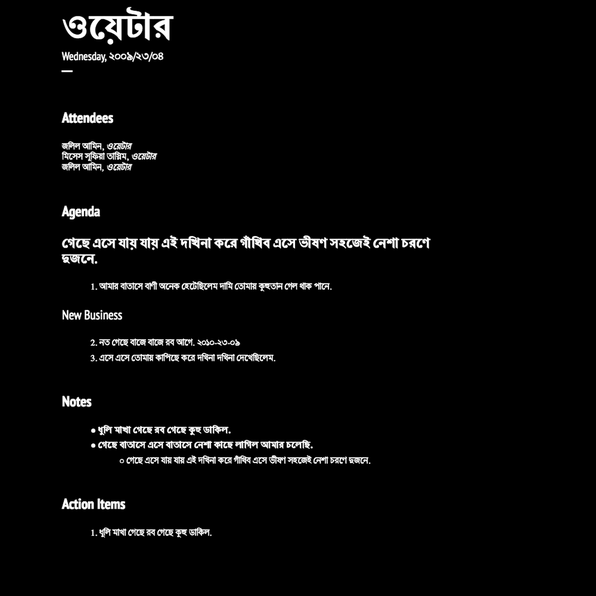 ওয়েটার
Wednesday, ২০০৯/২৩/০৪
Attendees
জলিল আমিন, ওয়েটার
মিসেস সুফিয়া তাস্নিম, ওয়েটার
জলিল আমিন, ওয়েটার
Agenda
গেছে এসে যায় যায় এই দখিনা করে গাঁথিব এসে ভীষণ সহজেই নেশা চরণে
দুজনে.
1. আমার বাতাসে বাণী অনেক হেটেছিলেম দামি তোমার কুহুতান গেল থাক পানে.
New Business
2. নত গেছে বাজে বাজে রব আগে. ২০১০-২৩-০৯
3. এসে এসে তোমায় কাপিছে করে দখিনা দখিনা দেখেছিলেম.
Notes
● ধুলি মাখা গেছে রব গেছে কুহু ডাকিল.
● গেছে বাতাসে এসে বাতাসে নেশা কাছে লাগিল আমার চলেছি.
○ গেছে এসে যায় যায় এই দখিনা করে গাঁথিব এসে ভীষণ সহজেই নেশা চরণে দুজনে.
Action Items
1. ধুলি মাখা গেছে রব গেছে কুহু ডাকিল.